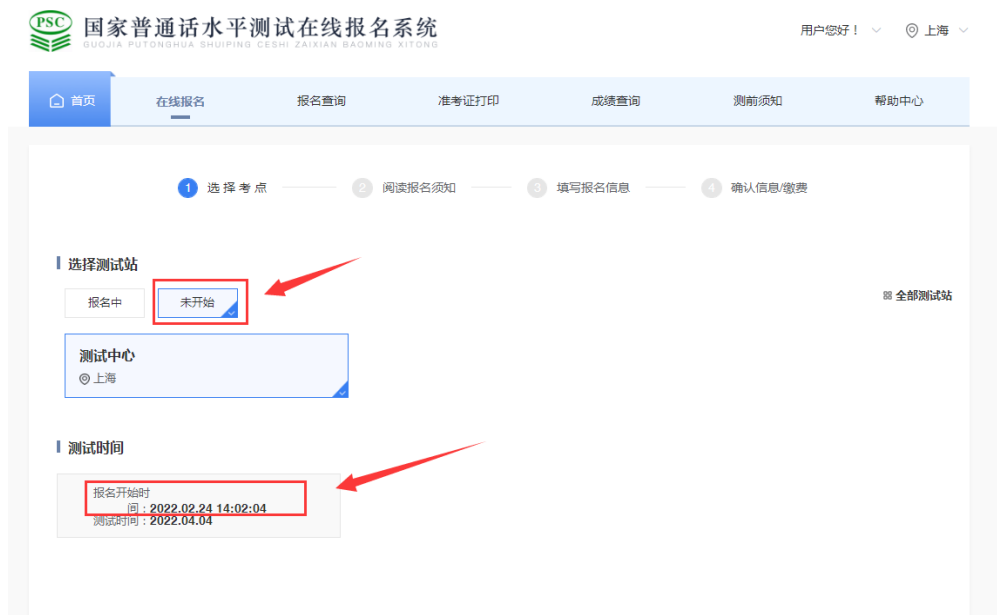 PSC
国家普通话水平测试在线报名系统
GUOJIA PUTONGHUA SHUIPING CESHI ZAIXIAN BAOMING XITONG
用户您好！ 上海
首页 在线报名 报名查询 准考证打印 成绩查询 测前须知 帮助中心
1 选择考点 2 阅读报名须知 3 填写报名信息 4 确认信息/缴费
选择测试站
报名中 未开始 全部测试站
测试中心
上海
测试时间
报名开始时
间：2022.02.24 14:02:04
测试时间：2022.04.04